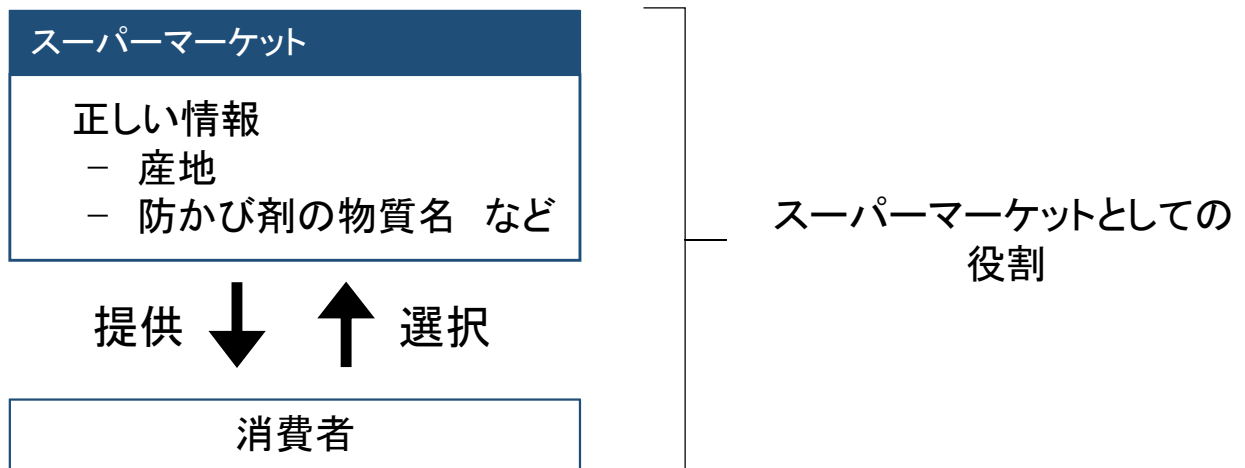 スーパーマーケット
正しい情報
－ 産地
－ 防かび剤の物質名　など
提供
選択
消費者
スーパーマーケットとしての
役割